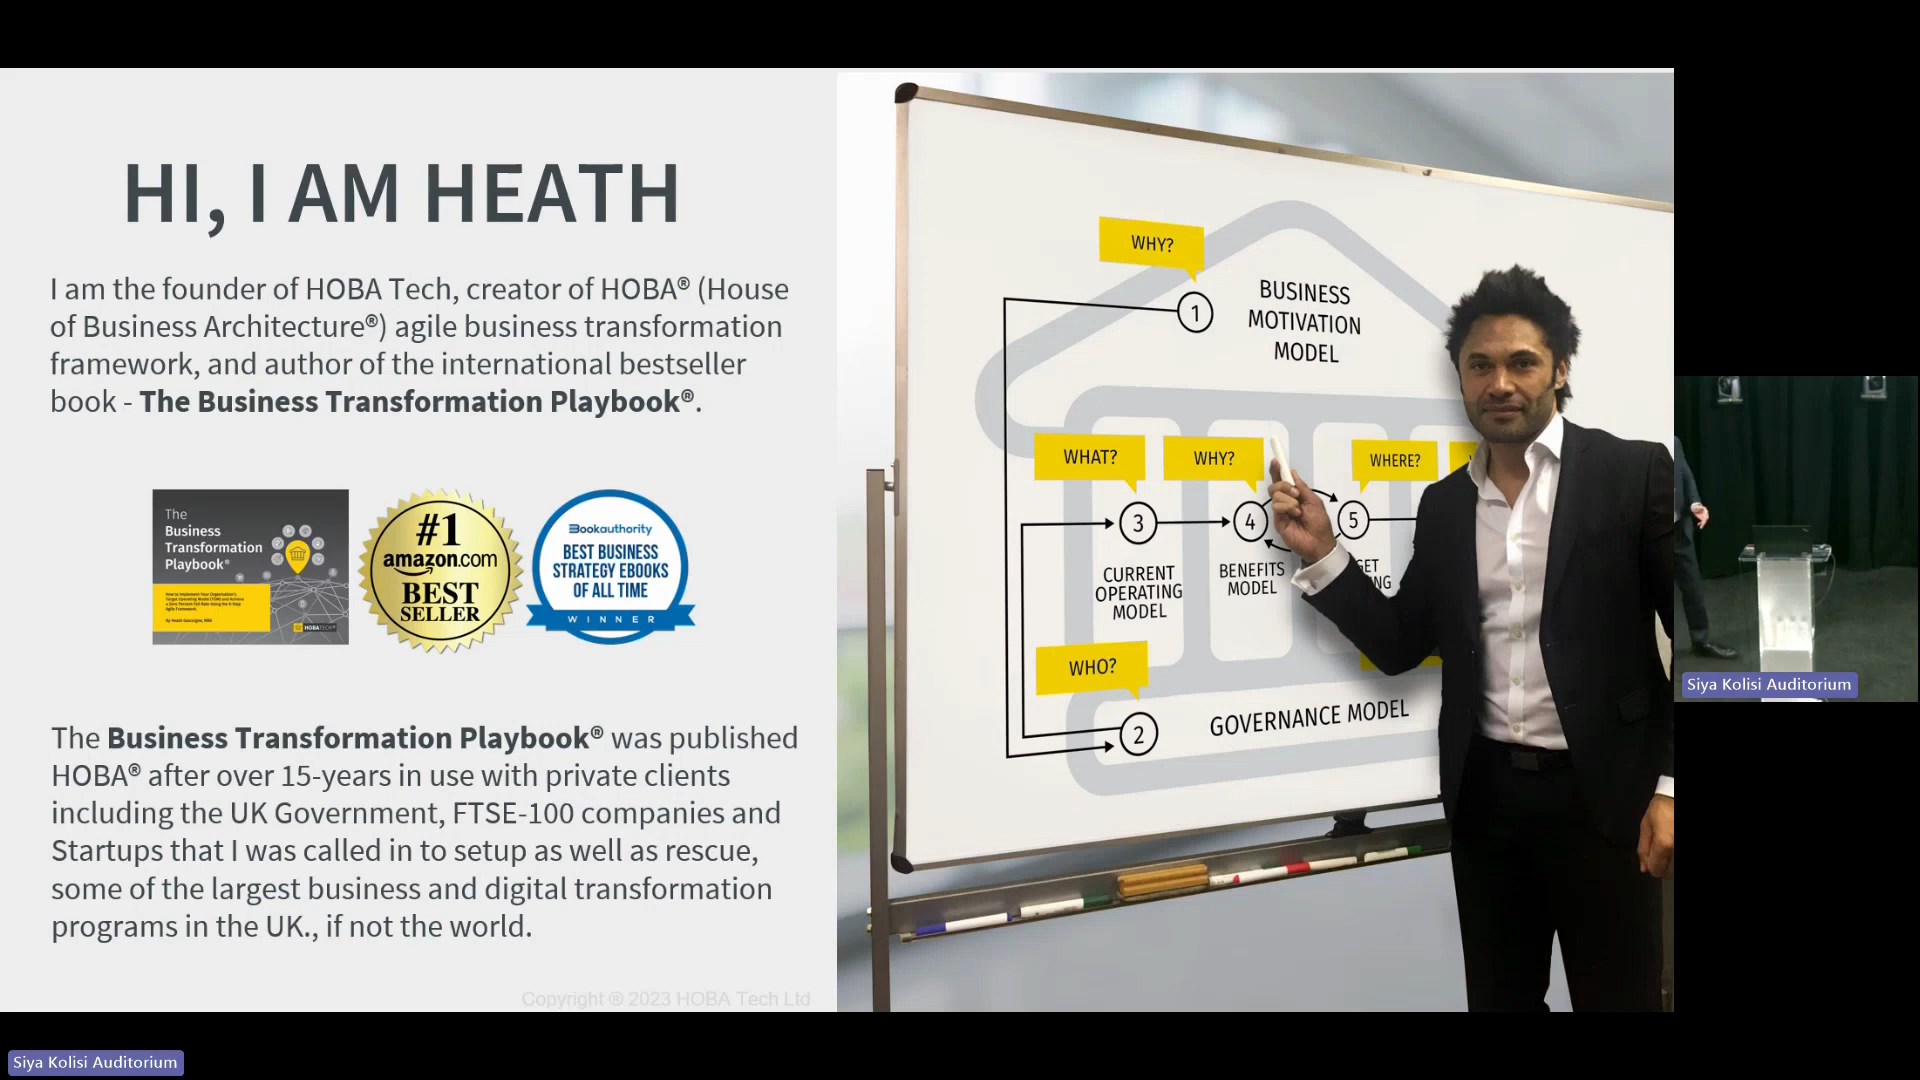 HI, I AM HEATH
I am the founder of HOBA Tech, creator of HOBA® (House
of Business Architecture®) agile business transformation
framework, and author of the international bestseller
book - The Business Transformation Playbook®.
The
Business
Transformation
Playbook®
HOBATECH®
#1
amazon.com
BEST
SELLER
Bookauthority
BEST BUSINESS
STRATEGY EBOOKS
OF ALL TIME
WINNER
The Business Transformation Playbook® was published
HOBA® after over 15-years in use with private clients
including the UK Government, FTSE-100 companies and
Startups that I was called in to setup as well as rescue,
some of the largest business and digital transformation
programs in the UK., if not the world.
Copyright ® 2023 HOBA Tech Ltd
WHY?
1
BUSINESS
MOTIVATION
MODEL
WHAT?
WHY?
WHERE?
3
4
5
CURRENT
OPERATING
MODEL
BENEFITS
MODEL
WHO?
2
GOVERNANCE MODEL
Siya Kolisi Auditorium
Siya Kolisi Auditorium